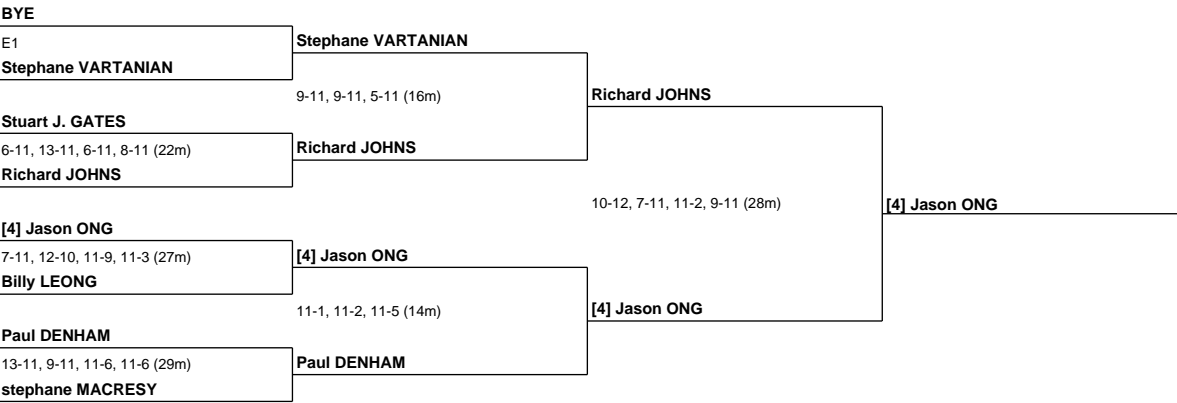 BYE
E1
Stephane VARTANIAN
Stephane VARTANIAN
9-11, 9-11, 5-11 (16m)
Stuart J. GATES
6-11, 13-11, 6-11, 8-11 (22m)
Richard JOHNS
Richard JOHNS
Richard JOHNS
10-12, 7-11, 11-2, 9-11 (28m)
[4] Jason ONG
[4] Jason ONG
7-11, 12-10, 11-9, 11-3 (27m)
Billy LEONG
[4] Jason ONG
11-1, 11-2, 11-5 (14m)
[4] Jason ONG
Paul DENHAM
13-11, 9-11, 11-6, 11-6 (29m)
stephane MACRESY
Paul DENHAM